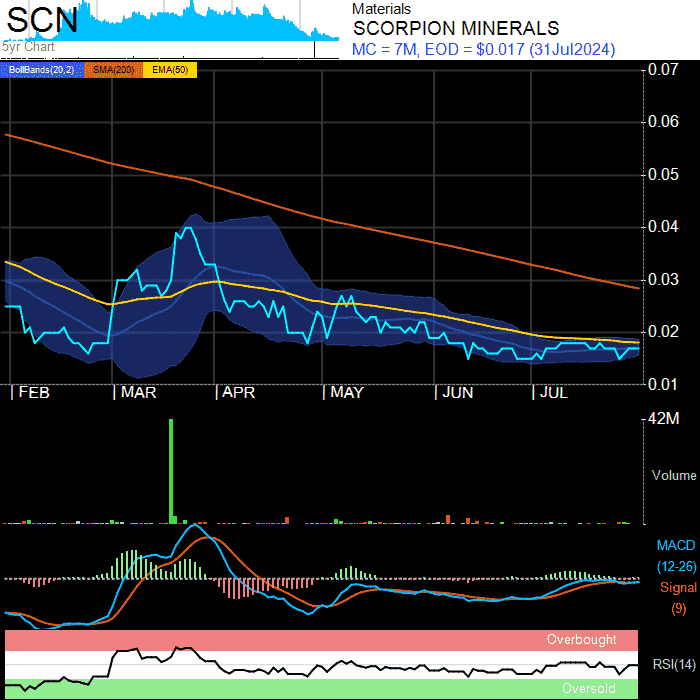 SCN
5yr Chart
Materials
SCORPION MINERALS
MC = 7M, EOD = $0.017 (31Jul2024)
BollBands(20,2) SMA(200) EMA(50)
0.07
0.06
0.05
0.04
0.03
0.02
0.01
FEB MAR APR MAY JUN JUL
42M
Volume
MACD
(12-26)
Signal
(9)
Overbought
RSI(14)
Oversold